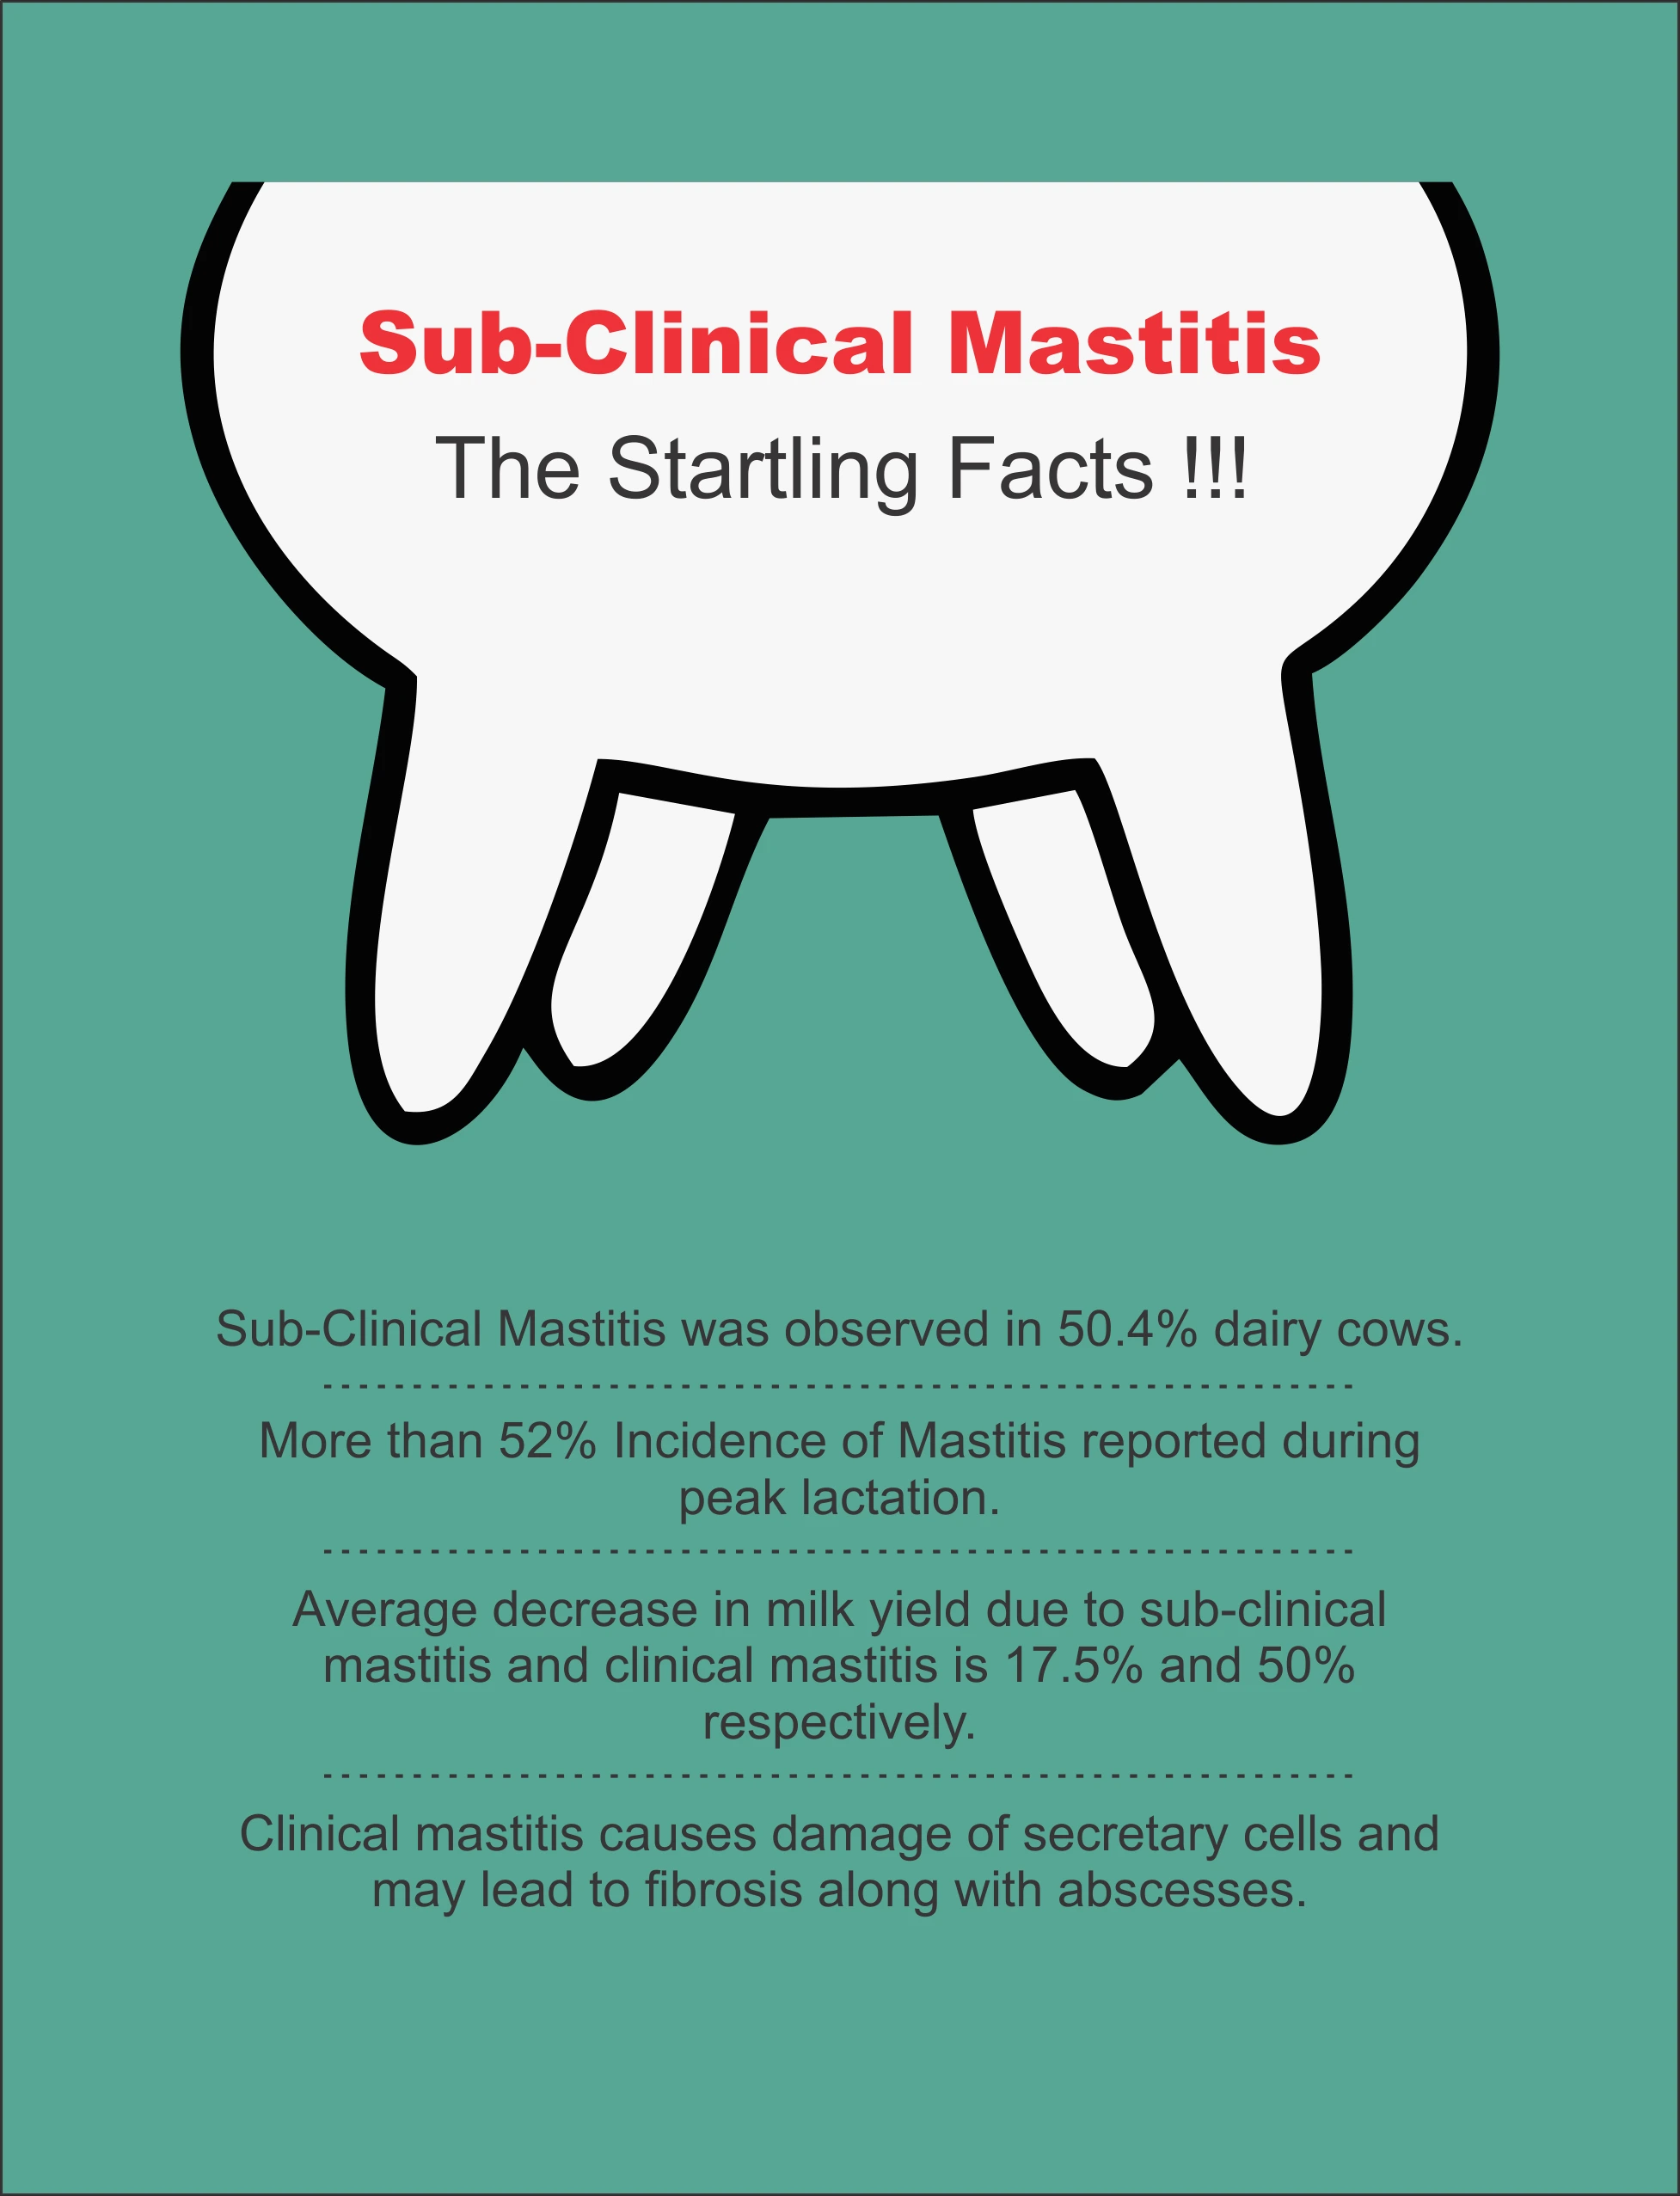 Sub-Clinical Mastitis
The Startling Facts !!!
Sub-Clinical Mastitis was observed in 50.4% dairy cows.
- - - - - - - - - - - - - - - - - - - - - - - - - - - - - - - - - - - - - - - - - - - - - - - - - - - - - - - - - -
More than 52% Incidence of Mastitis reported during
peak lactation.
- - - - - - - - - - - - - - - - - - - - - - - - - - - - - - - - - - - - - - - - - - - - - - - - - - - - - - - - - -
Average decrease in milk yield due to sub-clinical
mastitis and clinical mastitis is 17.5% and 50%
respectively.
- - - - - - - - - - - - - - - - - - - - - - - - - - - - - - - - - - - - - - - - - - - - - - - - - - - - - - - - - -
Clinical mastitis causes damage of secretary cells and
may lead to fibrosis along with abscesses.